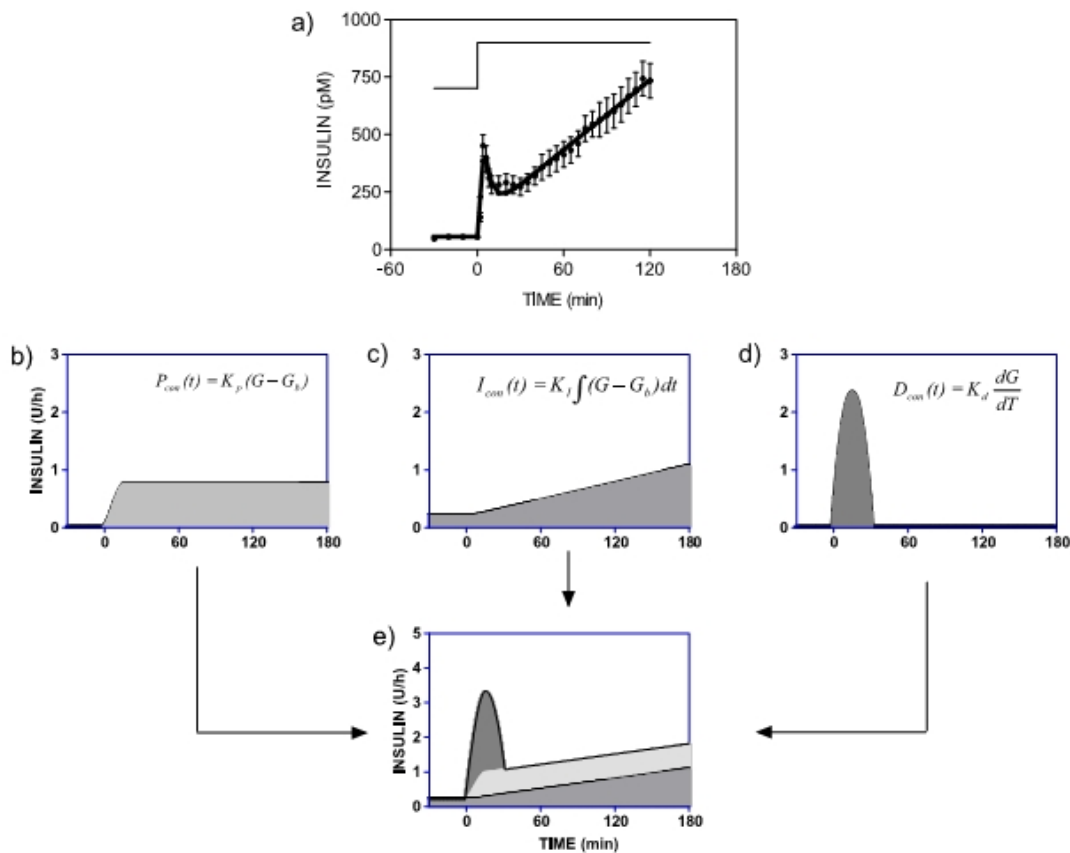 a)
INSULIN (pM)
1000
750
500
250
0
-60 0 60 120 180
TIME (min)
b)
INSULIN (U/h)
3
2
1
0
P_con(t) = K_p(G−G_b)
0 60 120 180
c)
3
2
1
0
I_con(t) = K_I∫(G−G_b)dt
0 60 120 180
d)
3
2
1
0
D_con(t) = K_d dG/dT
0 60 120 180
e)
INSULIN (U/h)
5
4
3
2
1
0
0 60 120 180
TIME (min)